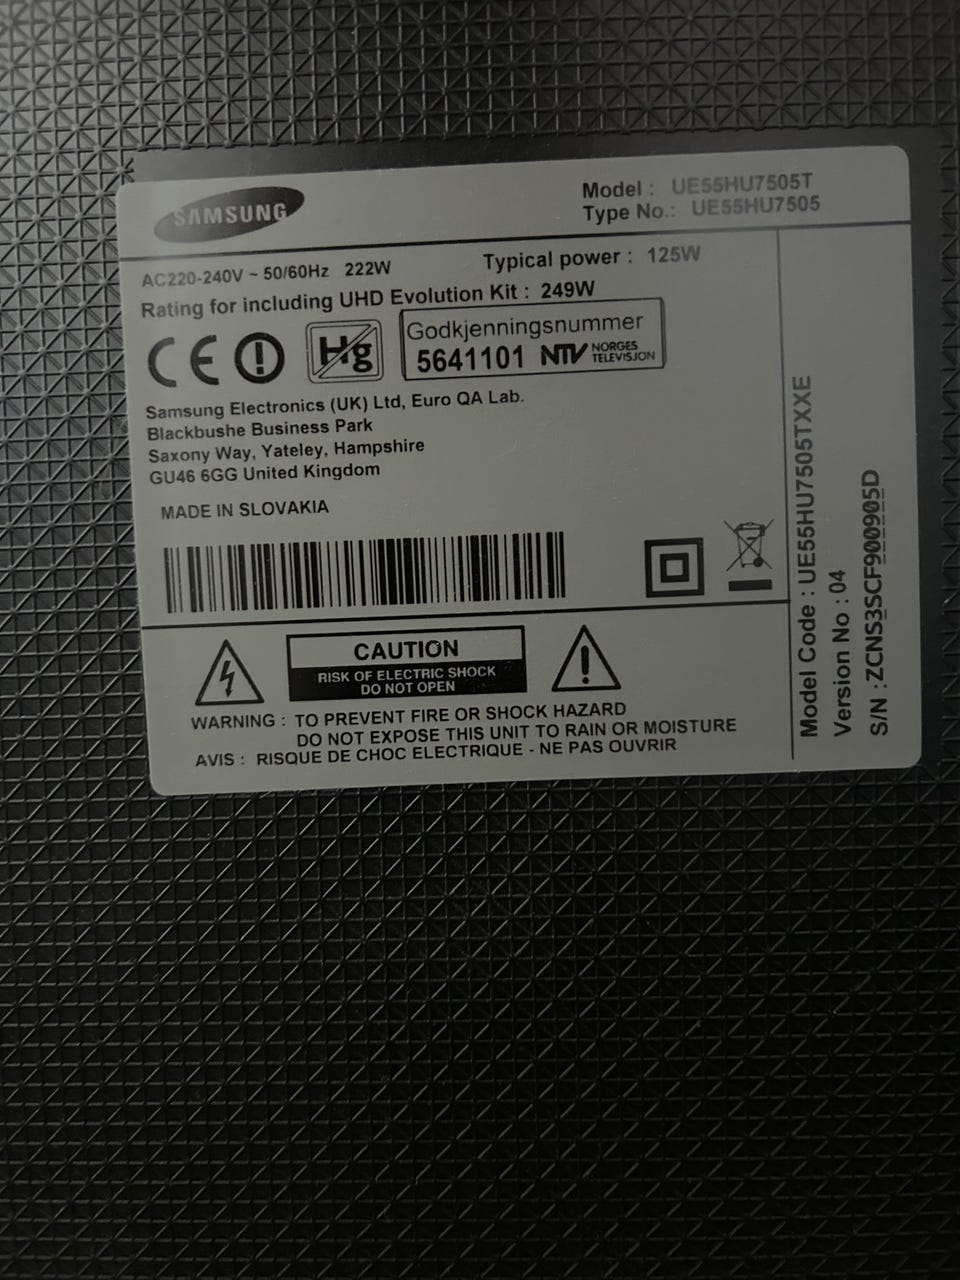 SAMSUNG
Model : UE55HU7505T
Type No.: UE55HU7505
AC220-240V ~ 50/60Hz 222W
Typical power : 125W
Rating for including UHD Evolution Kit : 249W
CE
Hg
Godkjenningsnummer
5641101 NTV NORGES TELEVISJON
Samsung Electronics (UK) Ltd, Euro QA Lab.
Blackbushe Business Park
Saxony Way, Yateley, Hampshire
GU46 6GG United Kingdom
MADE IN SLOVAKIA
CAUTION
RISK OF ELECTRIC SHOCK
DO NOT OPEN
WARNING : TO PREVENT FIRE OR SHOCK HAZARD
DO NOT EXPOSE THIS UNIT TO RAIN OR MOISTURE
AVIS : RISQUE DE CHOC ELECTRIQUE - NE PAS OUVRIR
Model Code : UE55HU7505TXXE
Version No : 04
S/N : ZCNS3SCF900905D